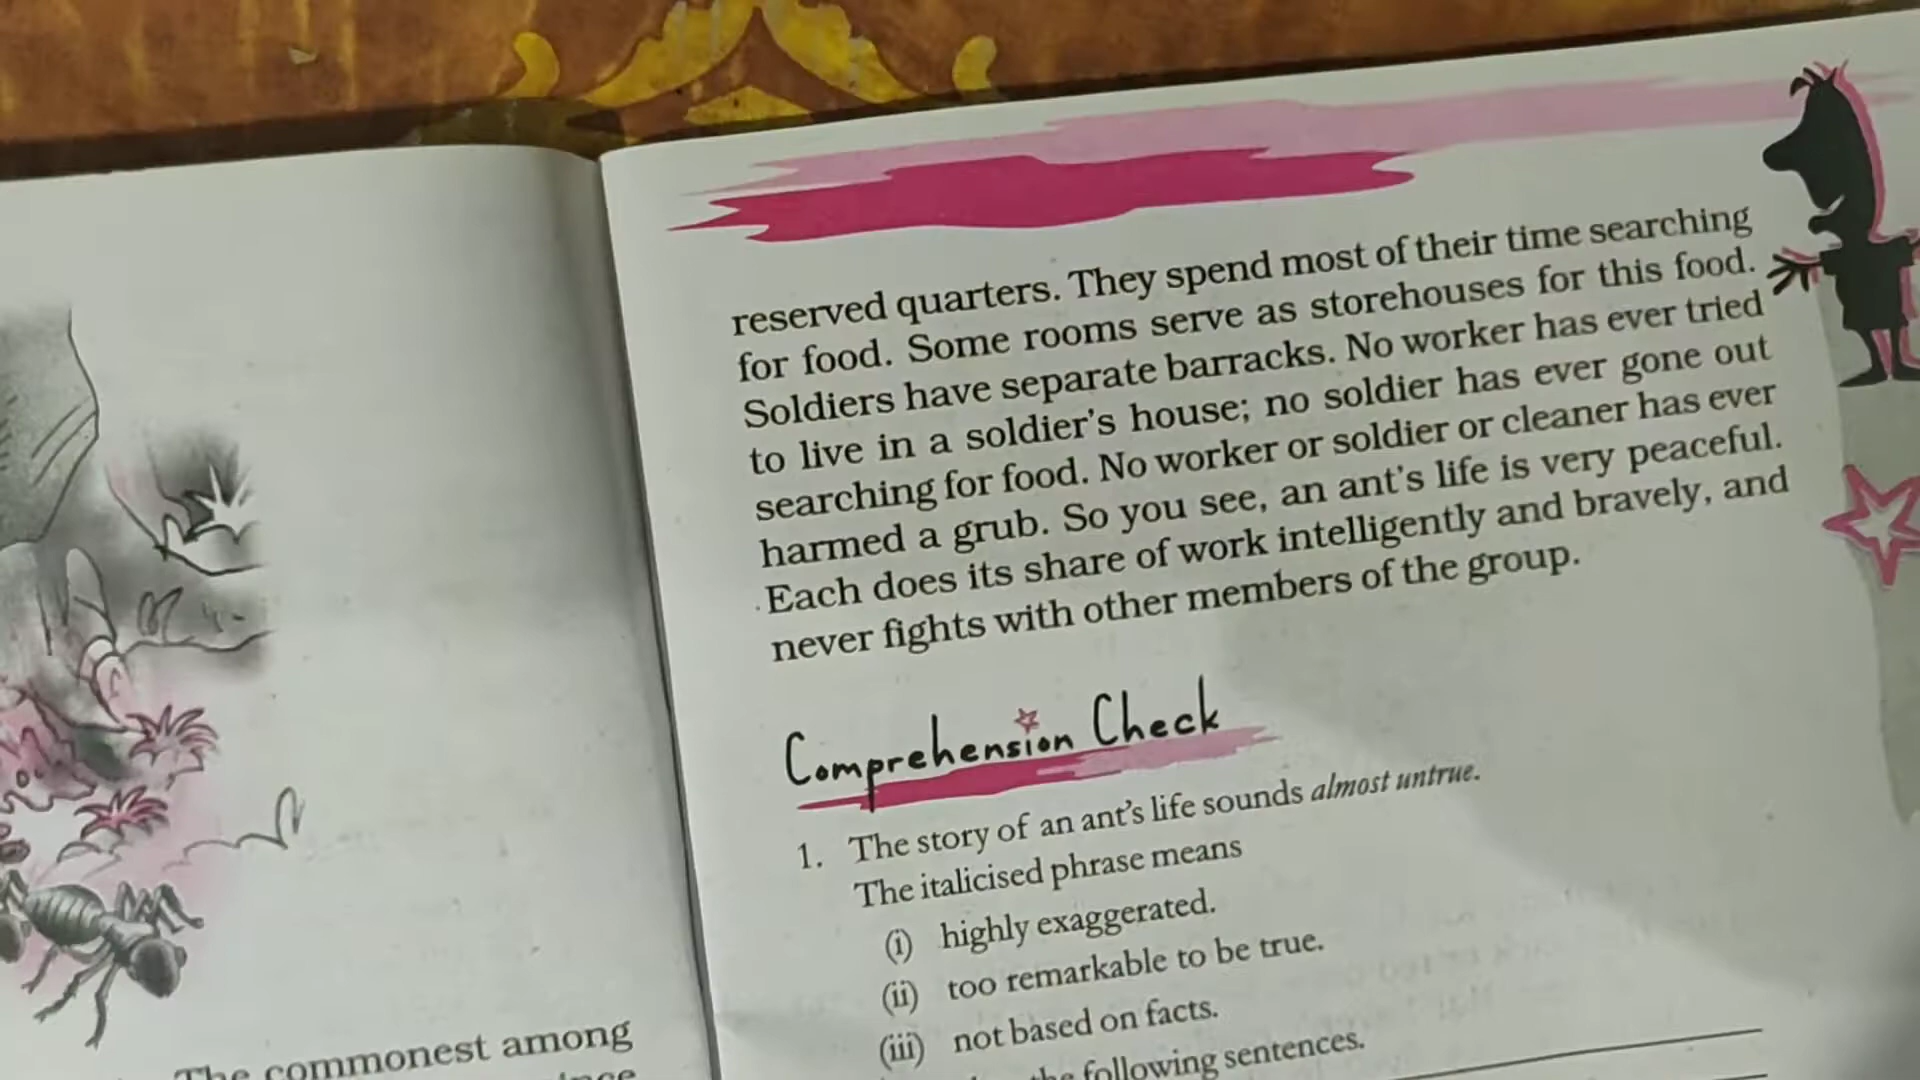 The commonest among
reserved quarters. They spend most of their time searching
for food. Some rooms serve as storehouses for this food.
Soldiers have separate barracks. No worker has ever tried
to live in a soldier's house; no soldier has ever gone out
searching for food. No worker or soldier or cleaner has ever
harmed a grub. So you see, an ant's life is very peaceful.
Each does its share of work intelligently and bravely, and
never fights with other members of the group.
Comprehension Check
1. The story of an ant's life sounds almost untrue.
The italicised phrase means
(i) highly exaggerated.
(ii) too remarkable to be true.
(iii) not based on facts.
the following sentences.